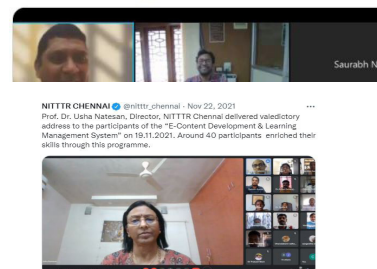 Saurabh N
NITTTR CHENNAI @nitttr_chennai · Nov 22, 2021
Prof. Dr. Usha Natesan, Director, NITTTR Chennai delivered valedictory
address to the participants of the "E-Content Development & Learning
Management System" on 19.11.2021. Around 40 participants enriched their
skills through this programme.